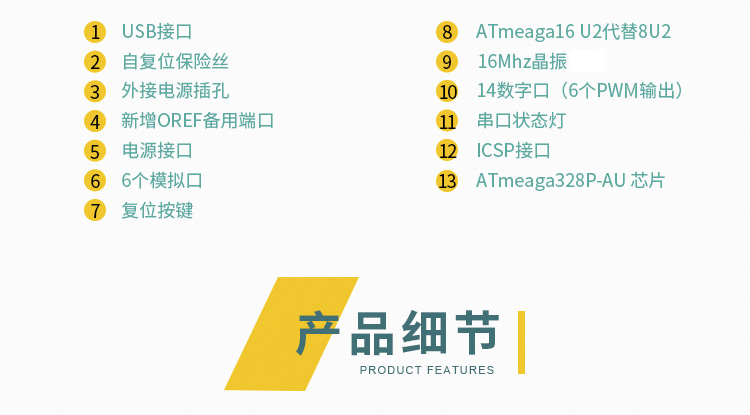 1 USB接口
2 自复位保险丝
3 外接电源插孔
4 新增OREF备用端口
5 电源接口
6 6个模拟口
7 复位按键
8 ATmeaga16 U2代替8U2
9 16Mhz晶振
10 14数字口（6个PWM输出）
11 串口状态灯
12 ICSP接口
13 ATmeaga328P-AU 芯片
产品细节
PRODUCT FEATURES